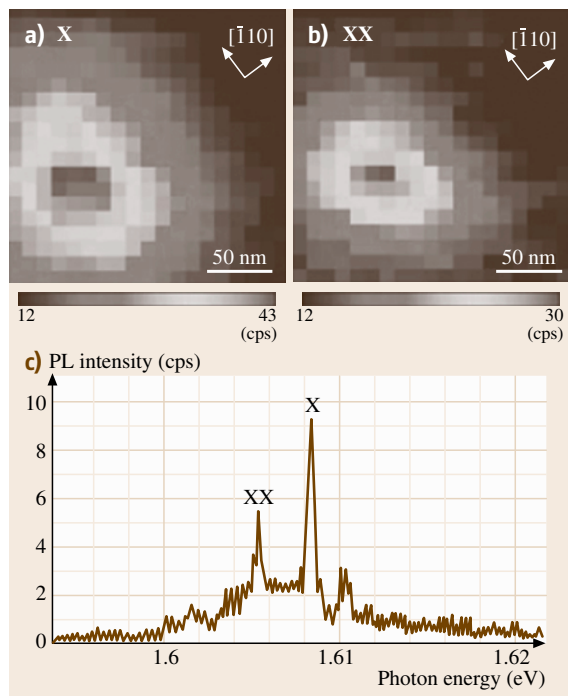 a) X
[1̄10]
50 nm
12 43
(cps)
b) XX
[1̄10]
50 nm
12 30
(cps)
c) PL intensity (cps)
10
8
6
4
2
0
XX
X
1.6 1.61 1.62
Photon energy (eV)